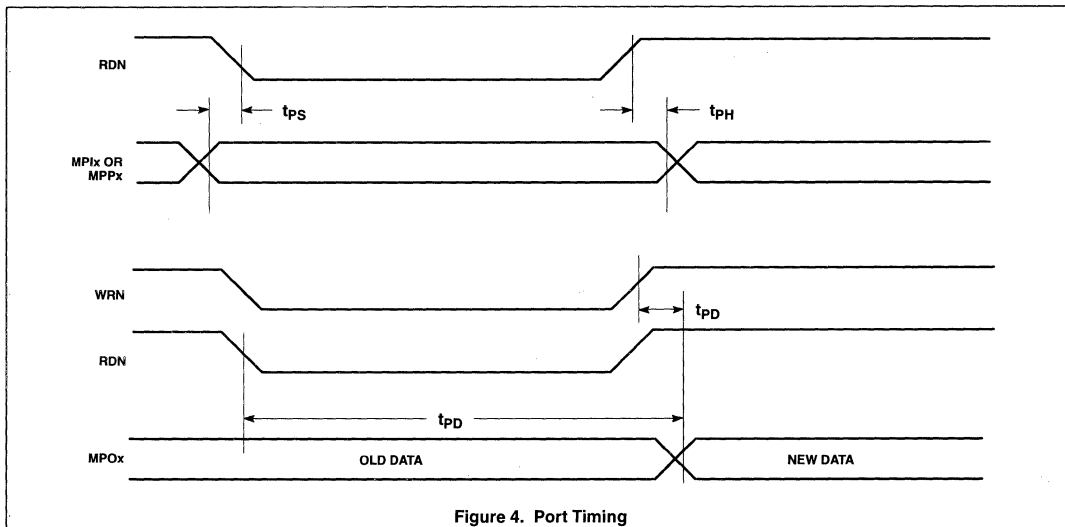 RDN
tPS
tPH
MPIx OR
MPPx
WRN
tPD
RDN
tPD
MPOx
OLD DATA
NEW DATA
Figure 4. Port Timing